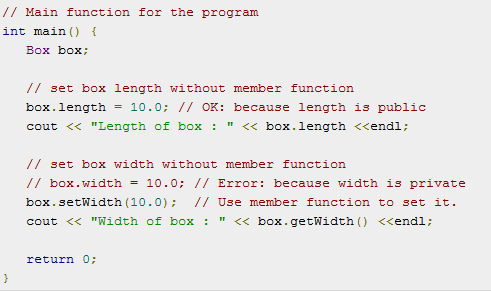 // Main function for the program
int main() {
   Box box;

   // set box length without member function
   box.length = 10.0; // OK: because length is public
   cout << "Length of box : " << box.length <<endl;

   // set box width without member function
   // box.width = 10.0; // Error: because width is private
   box.setWidth(10.0);  // Use member function to set it.
   cout << "Width of box : " << box.getWidth() <<endl;

   return 0;
}